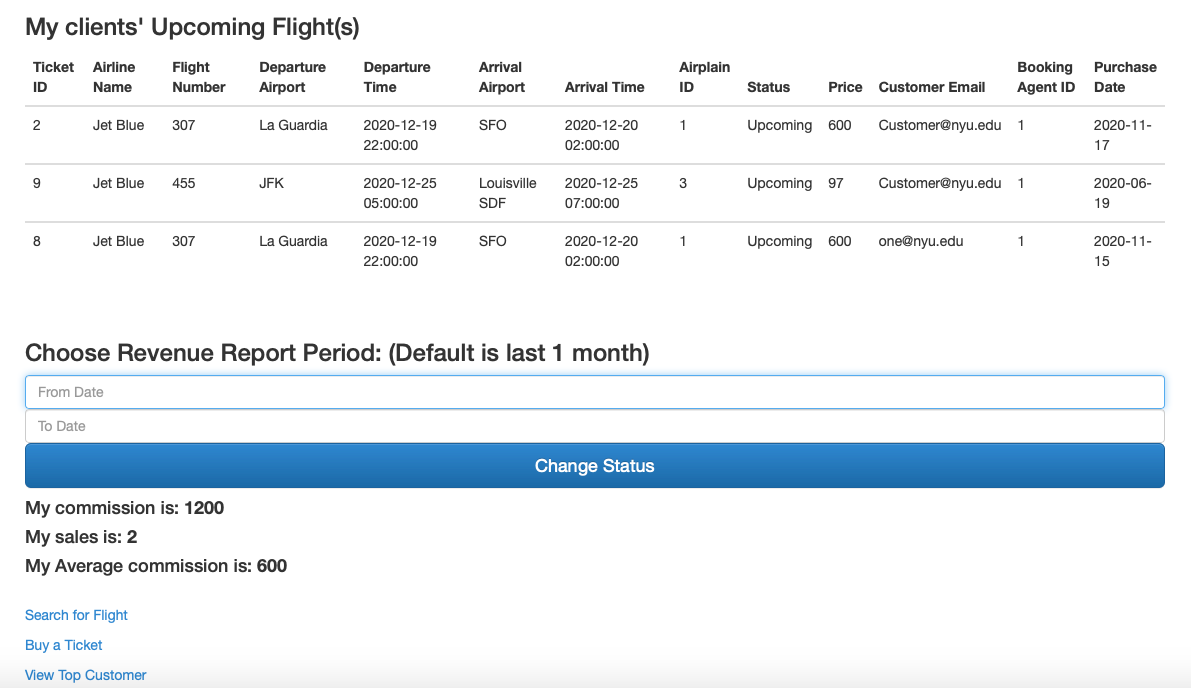 My clients' Upcoming Flight(s)
Ticket ID Airline Name Flight Number Departure Airport Departure Time Arrival Airport Arrival Time Airplain ID Status Price Customer Email Booking Agent ID Purchase Date
2 Jet Blue 307 La Guardia 2020-12-19 22:00:00 SFO 2020-12-20 02:00:00 1 Upcoming 600 Customer@nyu.edu 1 2020-11-17
9 Jet Blue 455 JFK 2020-12-25 05:00:00 Louisville SDF 2020-12-25 07:00:00 3 Upcoming 97 Customer@nyu.edu 1 2020-06-19
8 Jet Blue 307 La Guardia 2020-12-19 22:00:00 SFO 2020-12-20 02:00:00 1 Upcoming 600 one@nyu.edu 1 2020-11-15
Choose Revenue Report Period: (Default is last 1 month)
From Date
To Date
Change Status
My commission is: 1200
My sales is: 2
My Average commission is: 600
Search for Flight
Buy a Ticket
View Top Customer